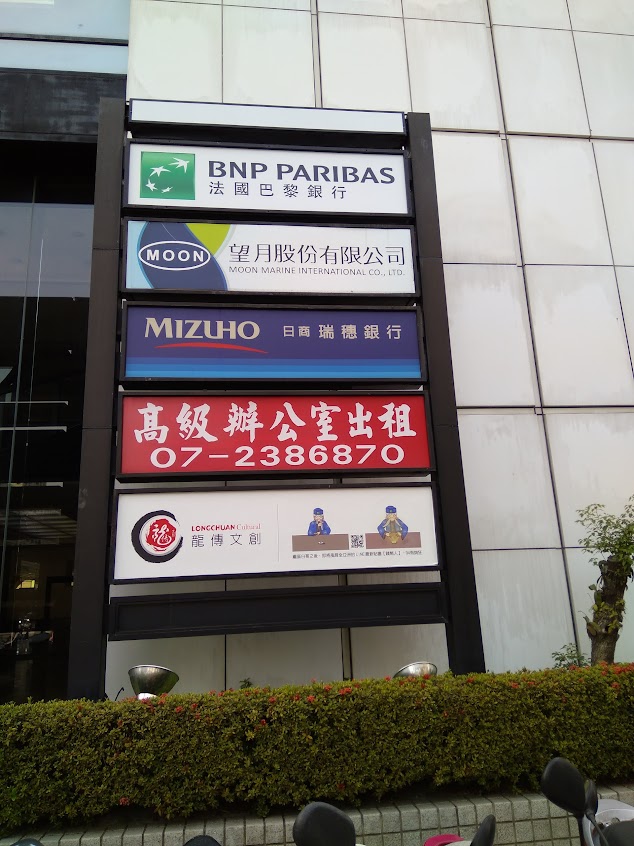 BNP PARIBAS
法國巴黎銀行
MOON
望月股份有限公司
MOON MARINE INTERNATIONAL CO., LTD.
MIZUHO 日商 瑞穗銀行
高級辦公室出租
07-2386870
LONGCHUAN Cultural
龍傳文創